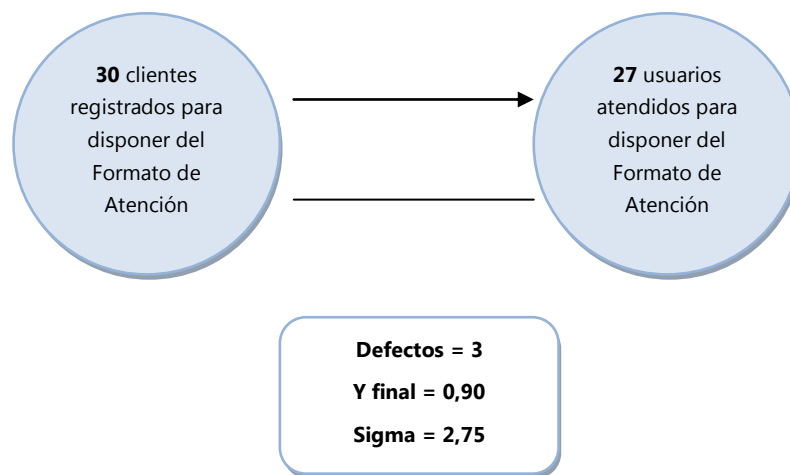 30 clientes
registrados para
disponer del
Formato de
Atención
27 usuarios
atendidos para
disponer del
Formato de
Atención
Defectos = 3
Y final = 0,90
Sigma = 2,75